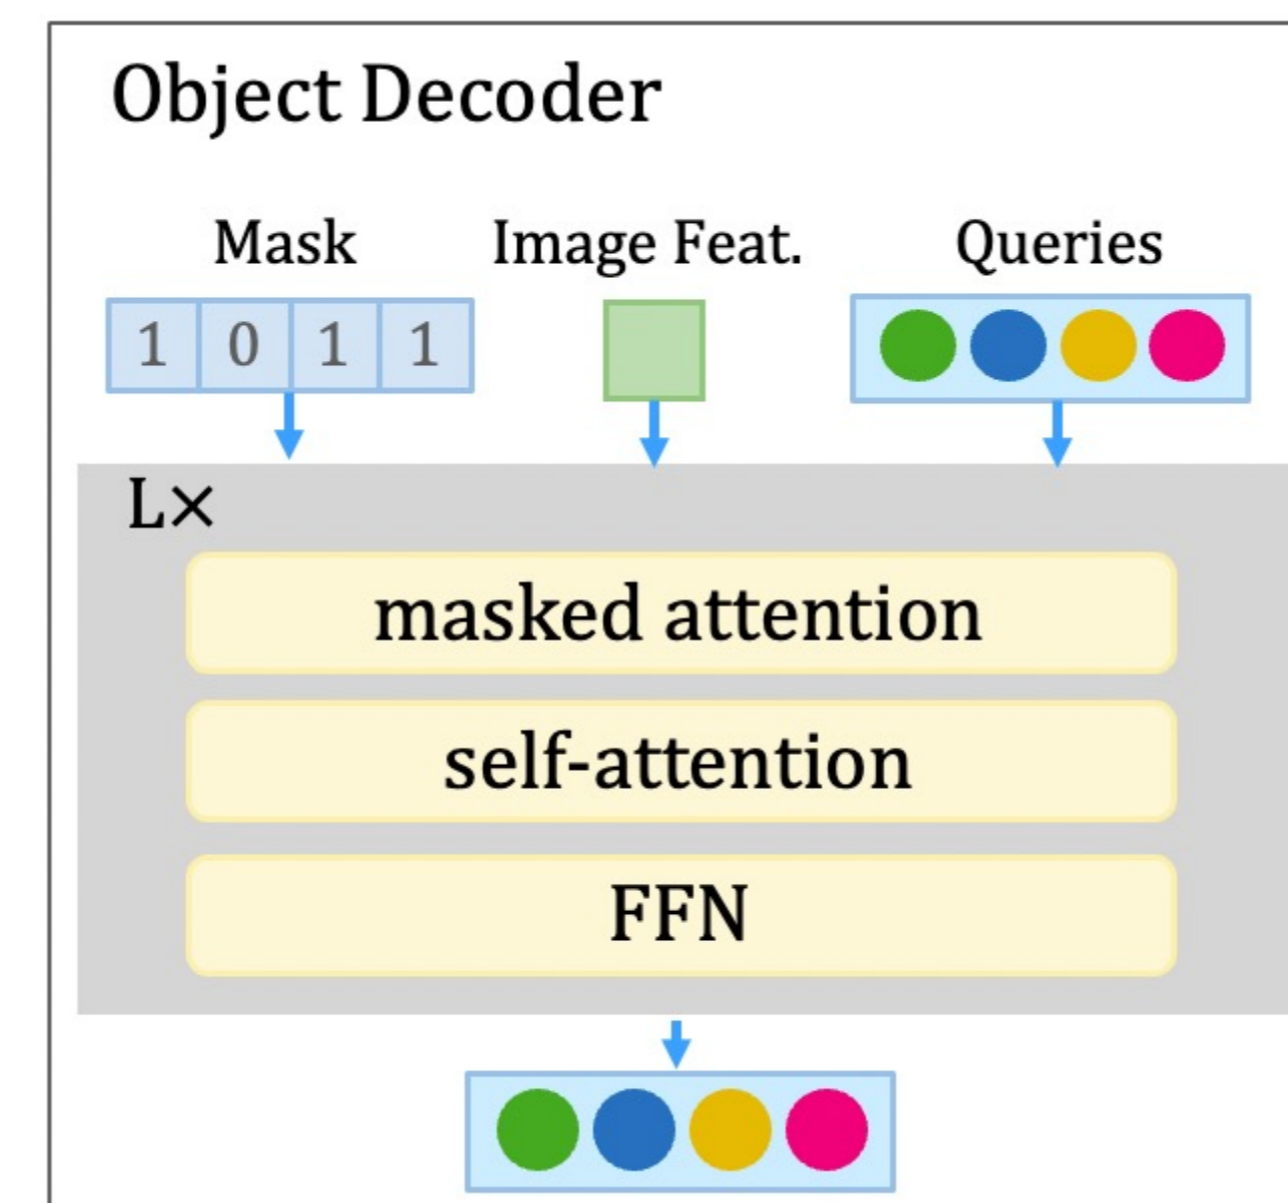 Object Decoder
Mask Image Feat. Queries
1 0 1 1
L×
masked attention
self-attention
FFN